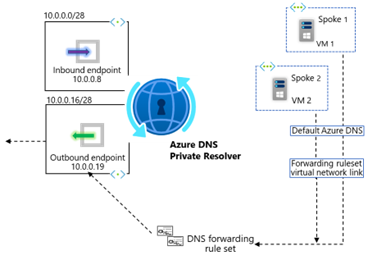 10.0.0.0/28
Inbound endpoint
10.0.0.8
10.0.0.16/28
Outbound endpoint
10.0.0.19
Azure DNS
Private Resolver
Spoke 1
VM 1
Spoke 2
VM 2
Default Azure DNS
Forwarding ruleset
virtual network link
DNS forwarding
rule set